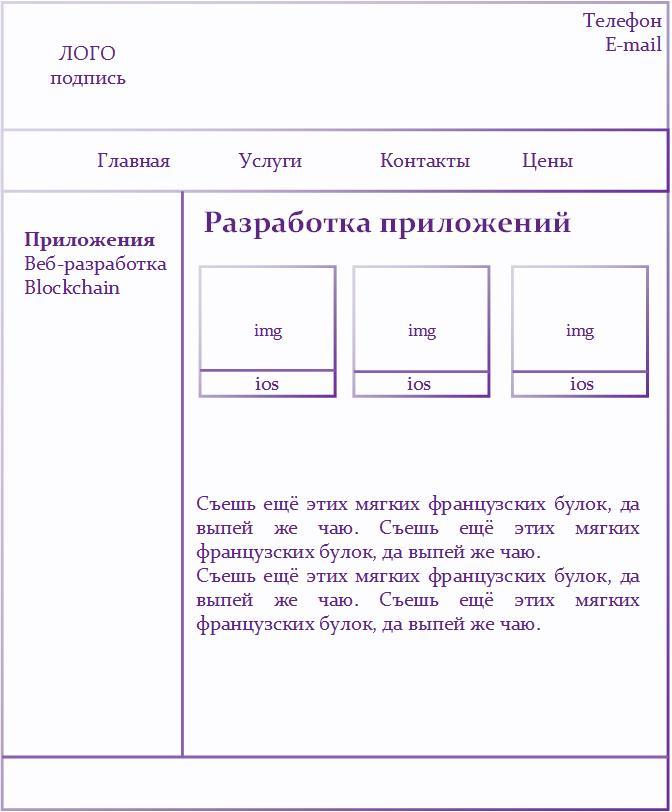 ЛОГО
подпись
Телефон
E-mail
Главная Услуги Контакты Цены
Приложения
Веб-разработка
Blockchain
Разработка приложений
img img img
ios ios ios
Съешь ещё этих мягких французских булок, да
выпей же чаю. Съешь ещё этих мягких
французских булок, да выпей же чаю.
Съешь ещё этих мягких французских булок, да
выпей же чаю. Съешь ещё этих мягких
французских булок, да выпей же чаю.